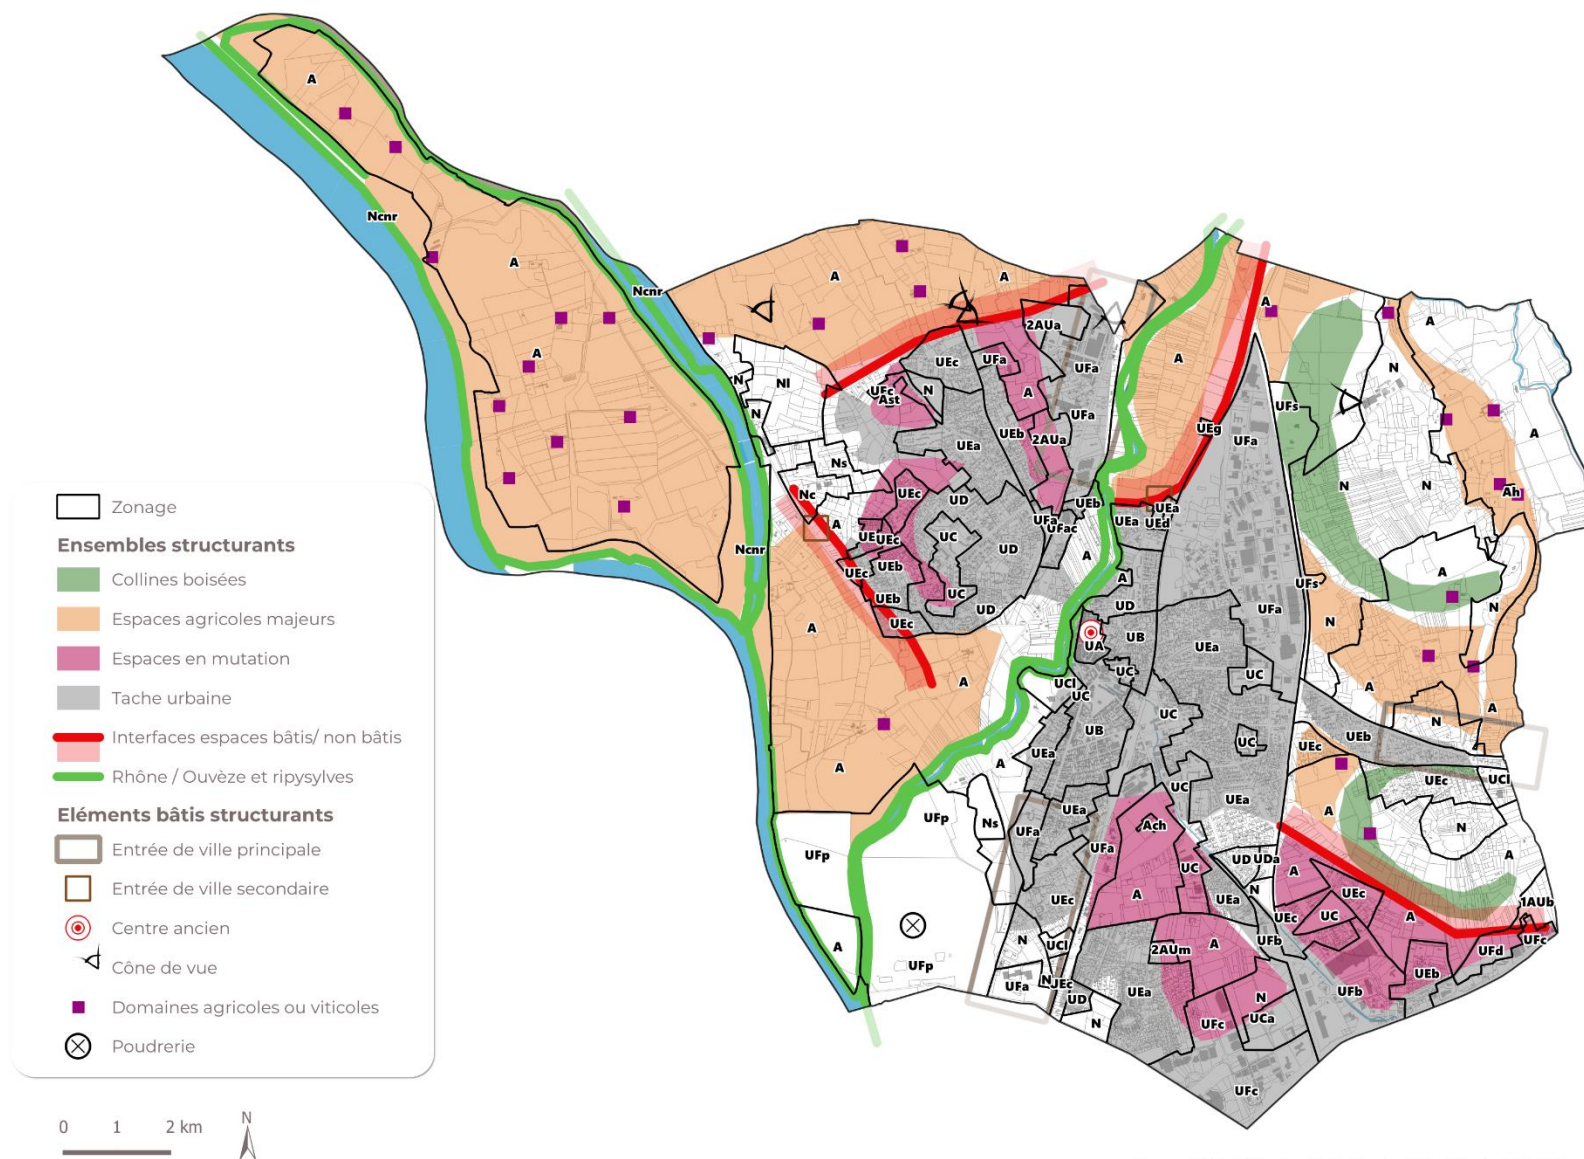 A
Ncnr
A
Ncnr
A
A
A
A
A
2AUa
UEc
UFa
UFa
N
Nl
N
UFc
Ast
N
A
UFa
UFs
N
A
UEa
UEb
2AUa
UEg
UFa
N
N
A
Ns
Nc
UEc
UD
A
UEc
UC
UD
UFa
UFac
UEb
UEa
UEa
UEd
Ah
Ncnr
UEc
UEb
UEb
UC
UD
UEc
A
A
UD
UFs
UFa
A
N
N
A
A
UA
UB
UEa
UC
UC
UCl
UC
UB
UC
UC
A
N
A
UEb
UEc
UEa
A
A
UC
UEa
UEc
UCl
UFp
Ns
UFa
UEa
UFa
Ach
A
N
UFp
UD
UDa
A
UC
N
A
UEc
UEc
A
UEa
UEc
UC
A
1AUb
N
UCl
2AUm
A
UFb
UFd
UFc
A
UFp
UFa
N
UD
UEa
N
UFc
N
UCa
UFb
UEb
N
UFc
Zonage
Ensembles structurants
Collines boisées
Espaces agricoles majeurs
Espaces en mutation
Tache urbaine
Interfaces espaces bâtis/ non bâtis
Rhône / Ouvèze et ripysylves
Eléments bâtis structurants
Entrée de ville principale
Entrée de ville secondaire
Centre ancien
Cône de vue
Domaines agricoles ou viticoles
Poudrerie
0 1 2 km
N